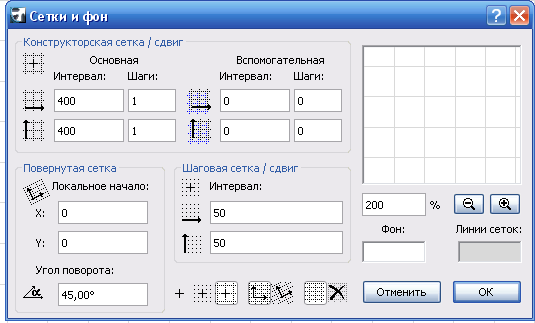 Сетки и фон
Конструкторская сетка / сдвиг
Основная
Вспомогательная
Интервал: Шаги:
Интервал: Шаги:
400 1
0 0
400 1
0 0
Повернутая сетка
Локальное начало:
X: 0
Y: 0
Угол поворота:
α 45,00°
Шаговая сетка / сдвиг
Интервал:
50
50
200 %
Фон: Линии сеток:
Отменить OK